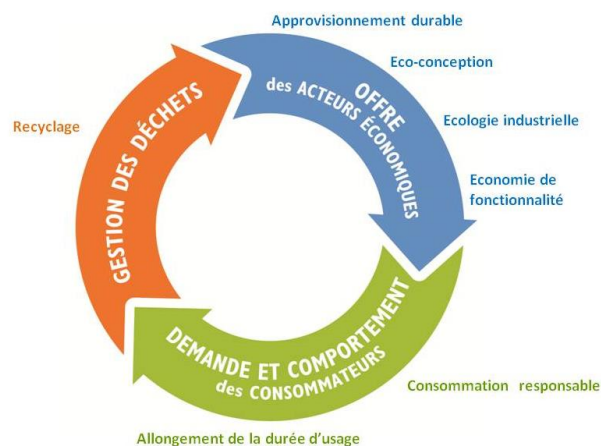 Approvisionnement durable
Eco-conception
Ecologie industrielle
Economie de
fonctionnalité
OFFRE
des ACTEURS ÉCONOMIQUES
Recyclage
GESTION DES DÉCHETS
DEMANDE ET COMPORTEMENT
des CONSOMMATEURS
Consommation responsable
Allongement de la durée d'usage